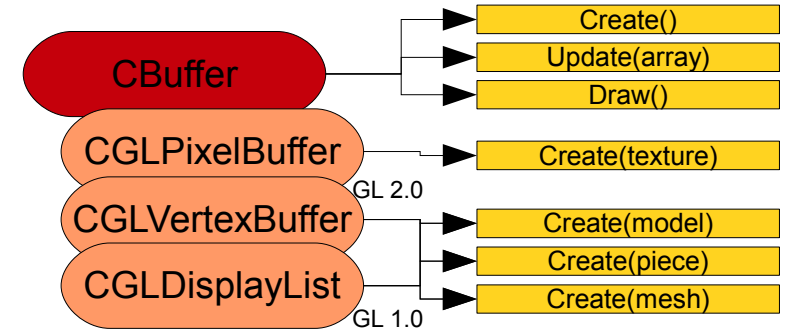 CBuffer
Create()
Update(array)
Draw()
CGLPixelBuffer
Create(texture)
GL 2.0
CGLVertexBuffer
Create(model)
Create(piece)
CGLDisplayList
Create(mesh)
GL 1.0